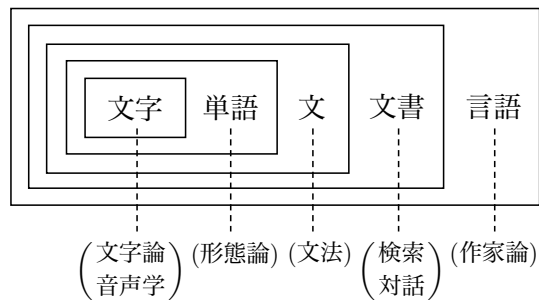 文字 単語 文 文書 言語
(文字論 音声学) (形態論) (文法) (検索 対話) (作家論)